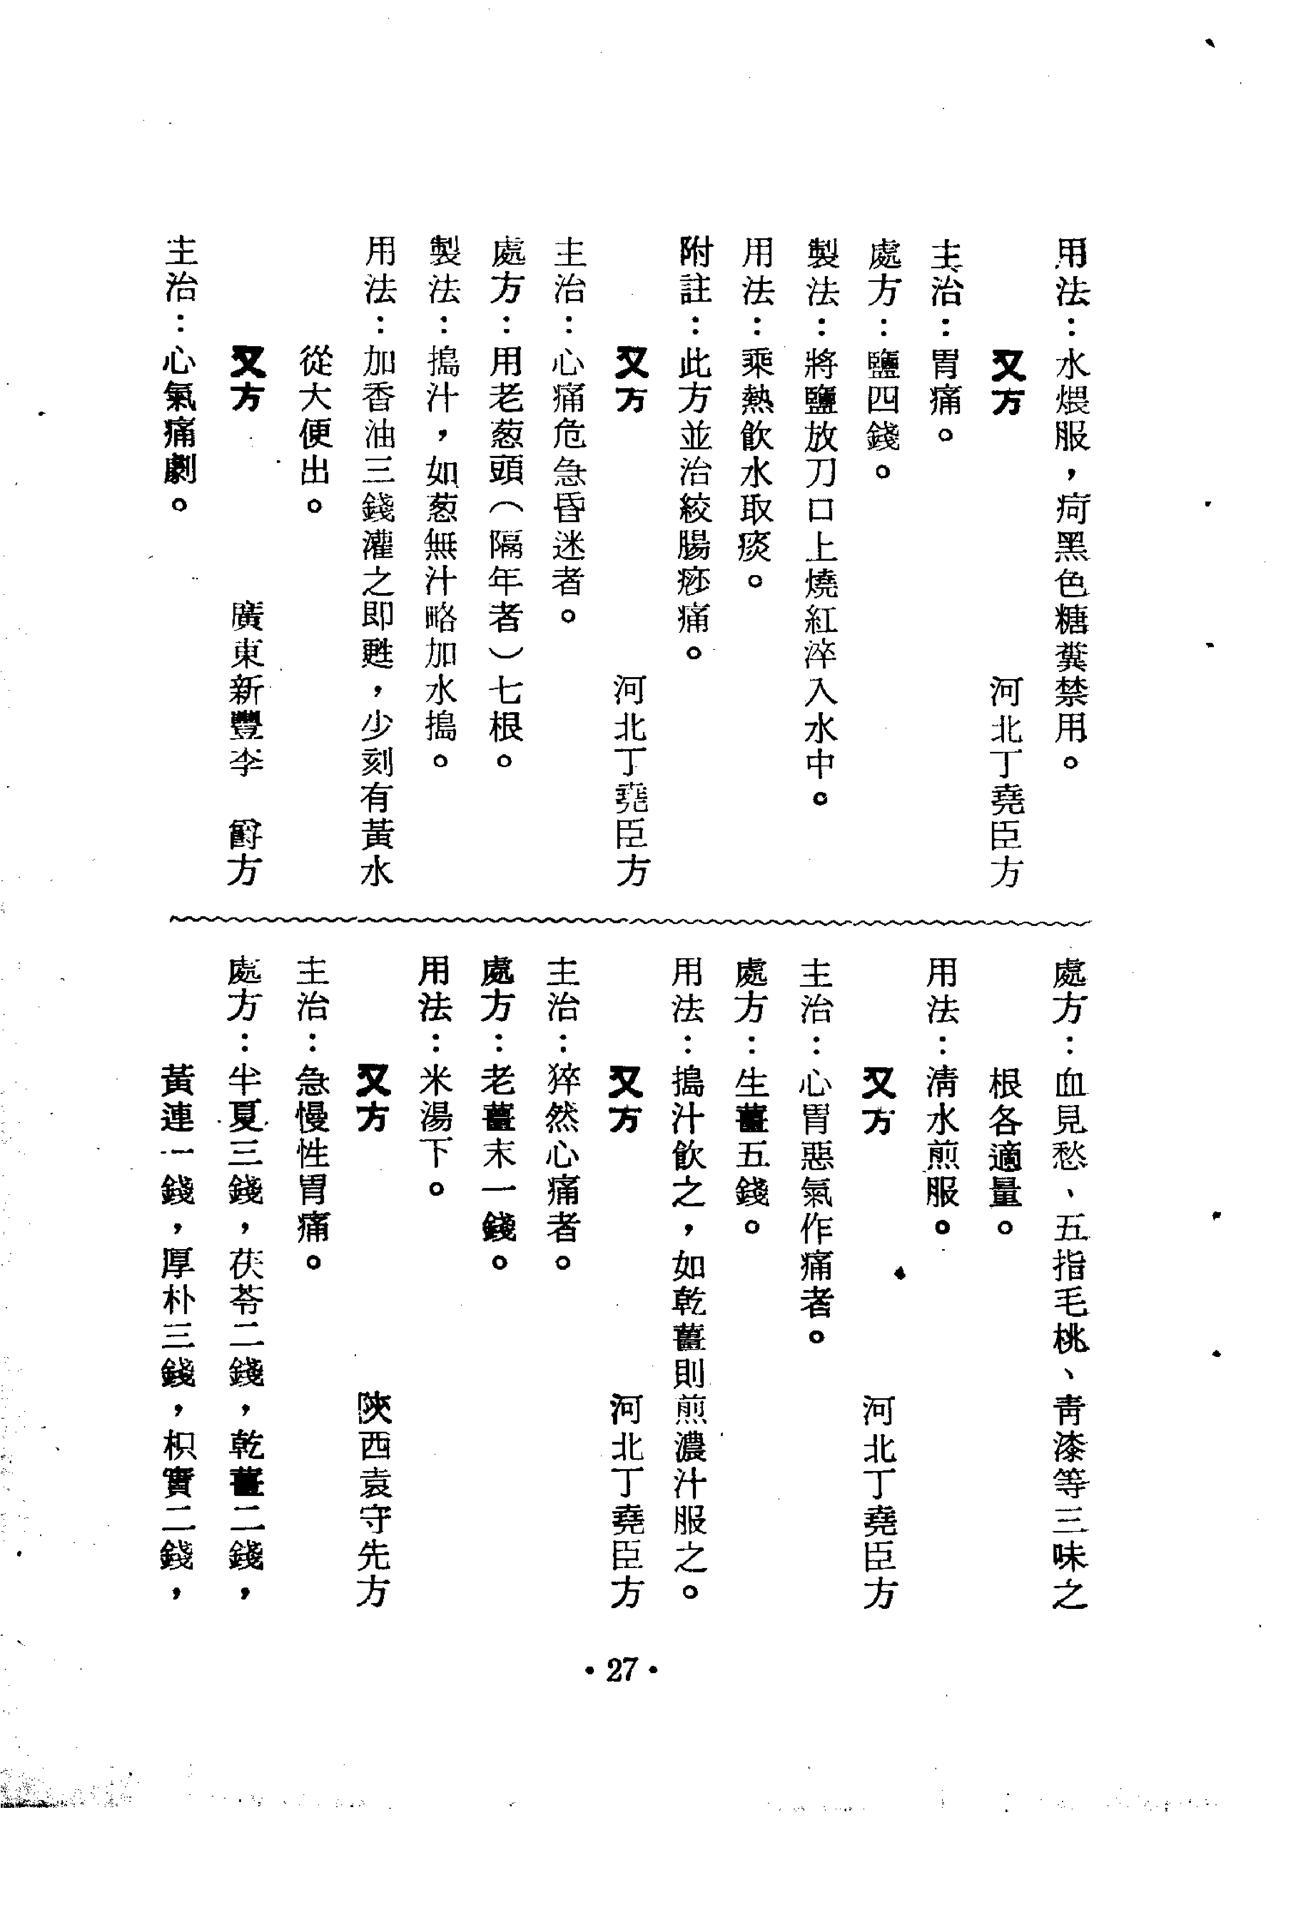 用法：水煨服，疴黑色糖糞禁用。
又方　河北丁堯臣方
主治：胃痛。
處方：鹽四錢。
製法：將鹽放刀口上燒紅淬入水中。
用法：乘熱飲水取痰。
附註：此方並治絞腸痧痛。
又方　河北丁堯臣方
主治：心痛危急昏迷者。
處方：用老葱頭（隔年者）七根。
製法：搗汁，如葱無汁略加水搗。
用法：加香油三錢灌之即甦，少刻有黃水
從大便出。
又方　廣東新豐李　爵方
主治：心氣痛劇。
處方：血見愁、五指毛桃、青漆等三味之
根各適量。
用法：清水煎服。
又方　河北丁堯臣方
主治：心胃惡氣作痛者。
處方：生薑五錢。
用法：搗汁飲之，如乾薑則煎濃汁服之。
又方　河北丁堯臣方
主治：猝然心痛者。
處方：老薑末一錢。
用法：米湯下。
又方　陝西袁守先方
主治：急慢性胃痛。
處方：半夏三錢，茯苓二錢，乾薑二錢，
黃連一錢，厚朴三錢，枳實二錢，
·27·